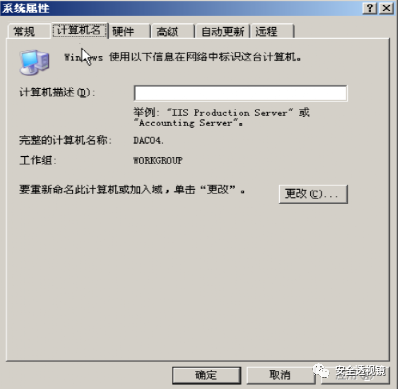 系统属性
常规 计算机名 硬件 高级 自动更新 远程
Windows 使用以下信息在网络中标识这台计算机。
计算机描述(D):
举例: "IIS Production Server" 或
"Accounting Server"。
完整的计算机名称: DAC04.
工作组: WORKGROUP
要重新命名此计算机或加入域，单击“更改”。 更改(C)...
确定 取消
安全透视镜